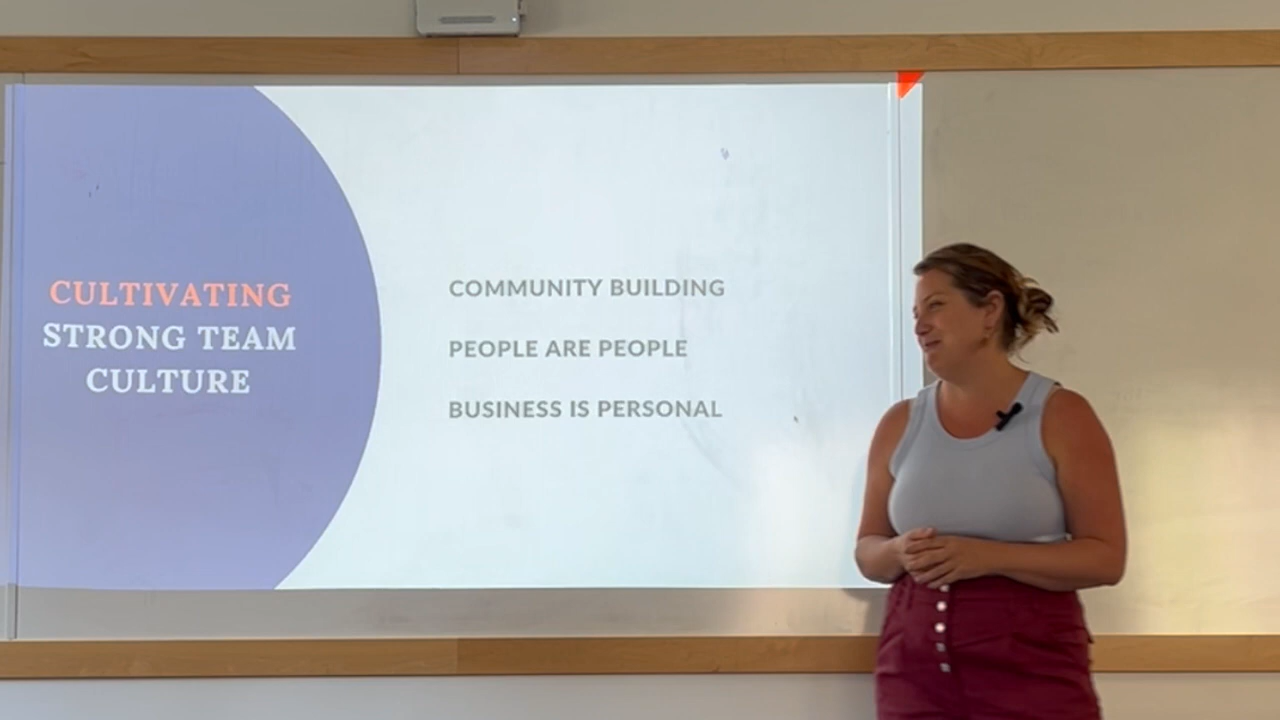 CULTIVATING
STRONG TEAM
CULTURE
COMMUNITY BUILDING
PEOPLE ARE PEOPLE
BUSINESS IS PERSONAL